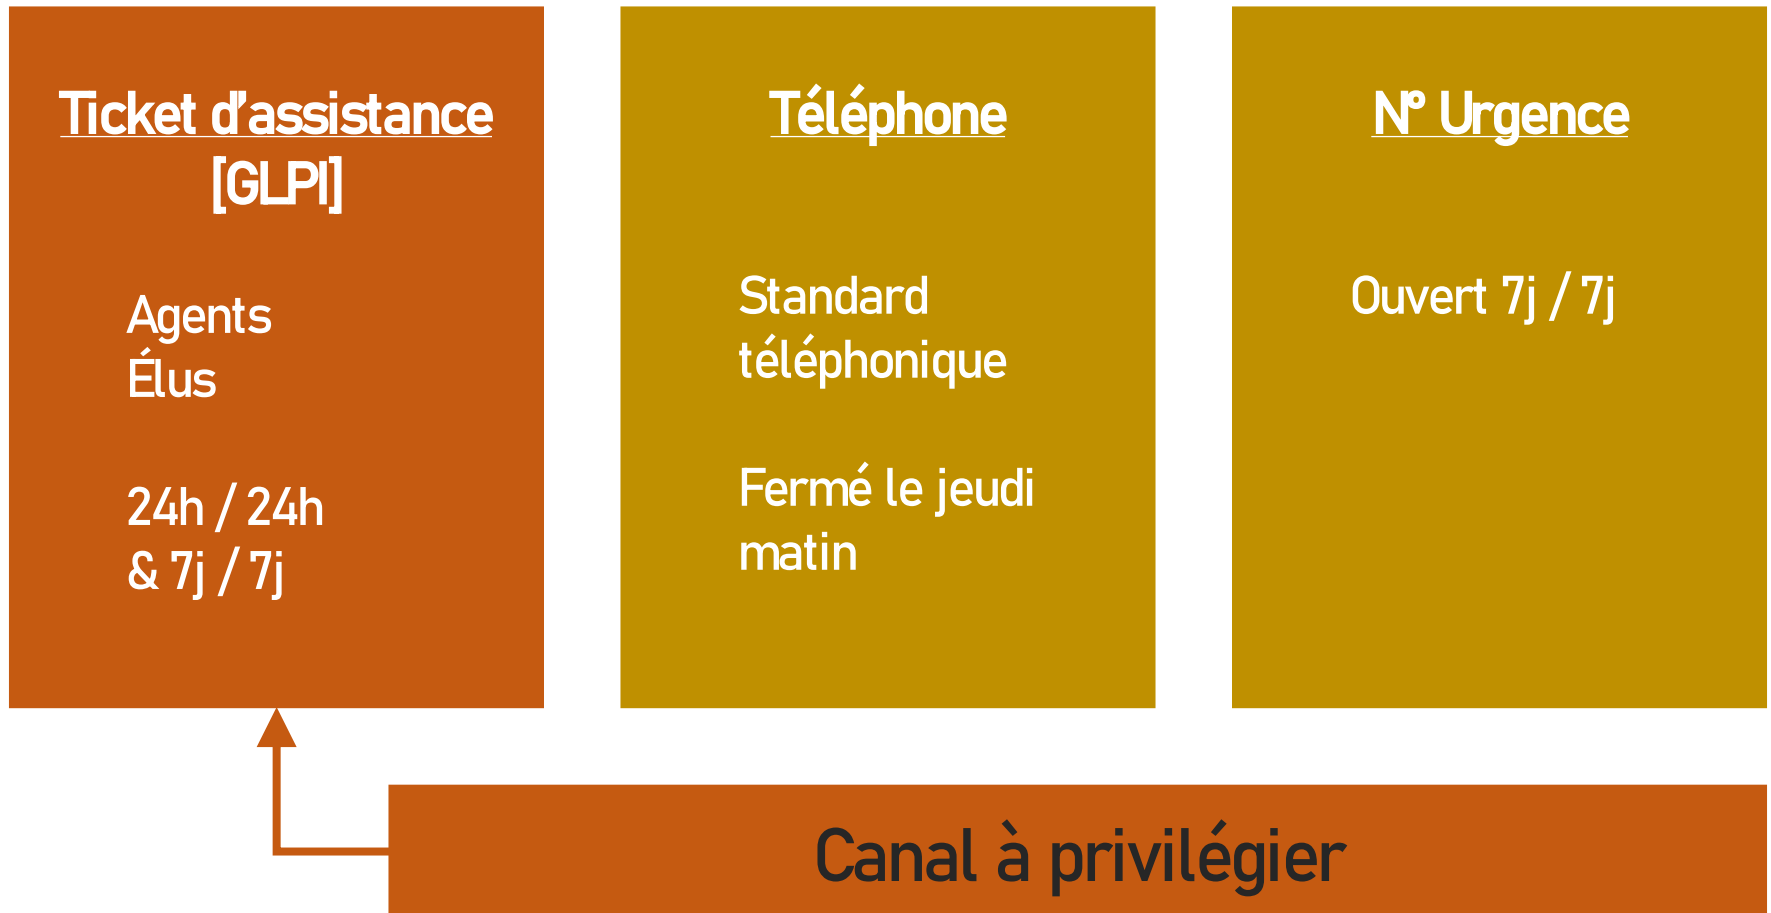 Ticket d’assistance
[GLPI]
Agents
Élus
24h / 24h
& 7j / 7j
Téléphone
Standard
téléphonique
Fermé le jeudi
matin
N° Urgence
Ouvert 7j / 7j
Canal à privilégier